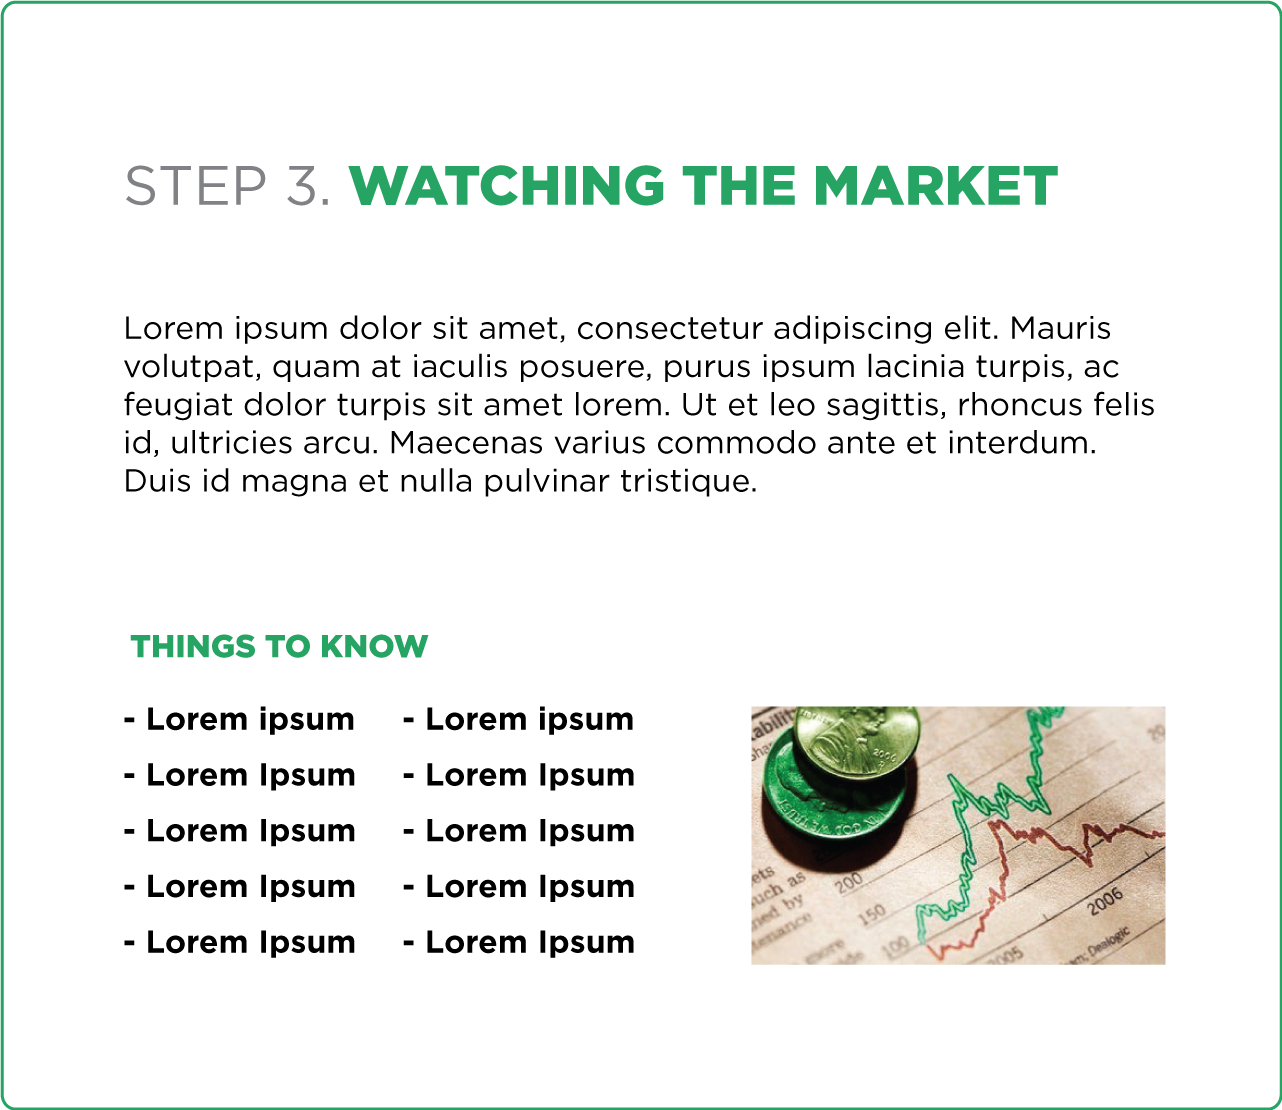 STEP 3. WATCHING THE MARKET
Lorem ipsum dolor sit amet, consectetur adipiscing elit. Mauris
volutpat, quam at iaculis posuere, purus ipsum lacinia turpis, ac
feugiat dolor turpis sit amet lorem. Ut et leo sagittis, rhoncus felis
id, ultricies arcu. Maecenas varius commodo ante et interdum.
Duis id magna et nulla pulvinar tristique.
THINGS TO KNOW
- Lorem ipsum
- Lorem Ipsum
- Lorem Ipsum
- Lorem Ipsum
- Lorem Ipsum
- Lorem ipsum
- Lorem Ipsum
- Lorem Ipsum
- Lorem Ipsum
- Lorem Ipsum
2006
200
150
100
2006
Dealogic
such as